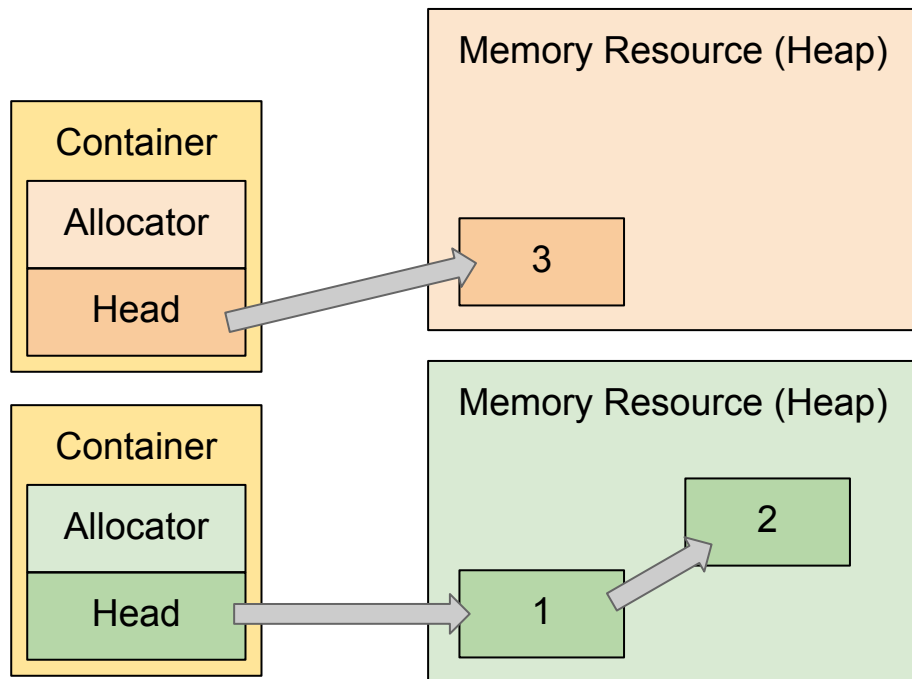 Memory Resource (Heap)
Container
Allocator
Head
3
Memory Resource (Heap)
Container
Allocator
Head
1
2